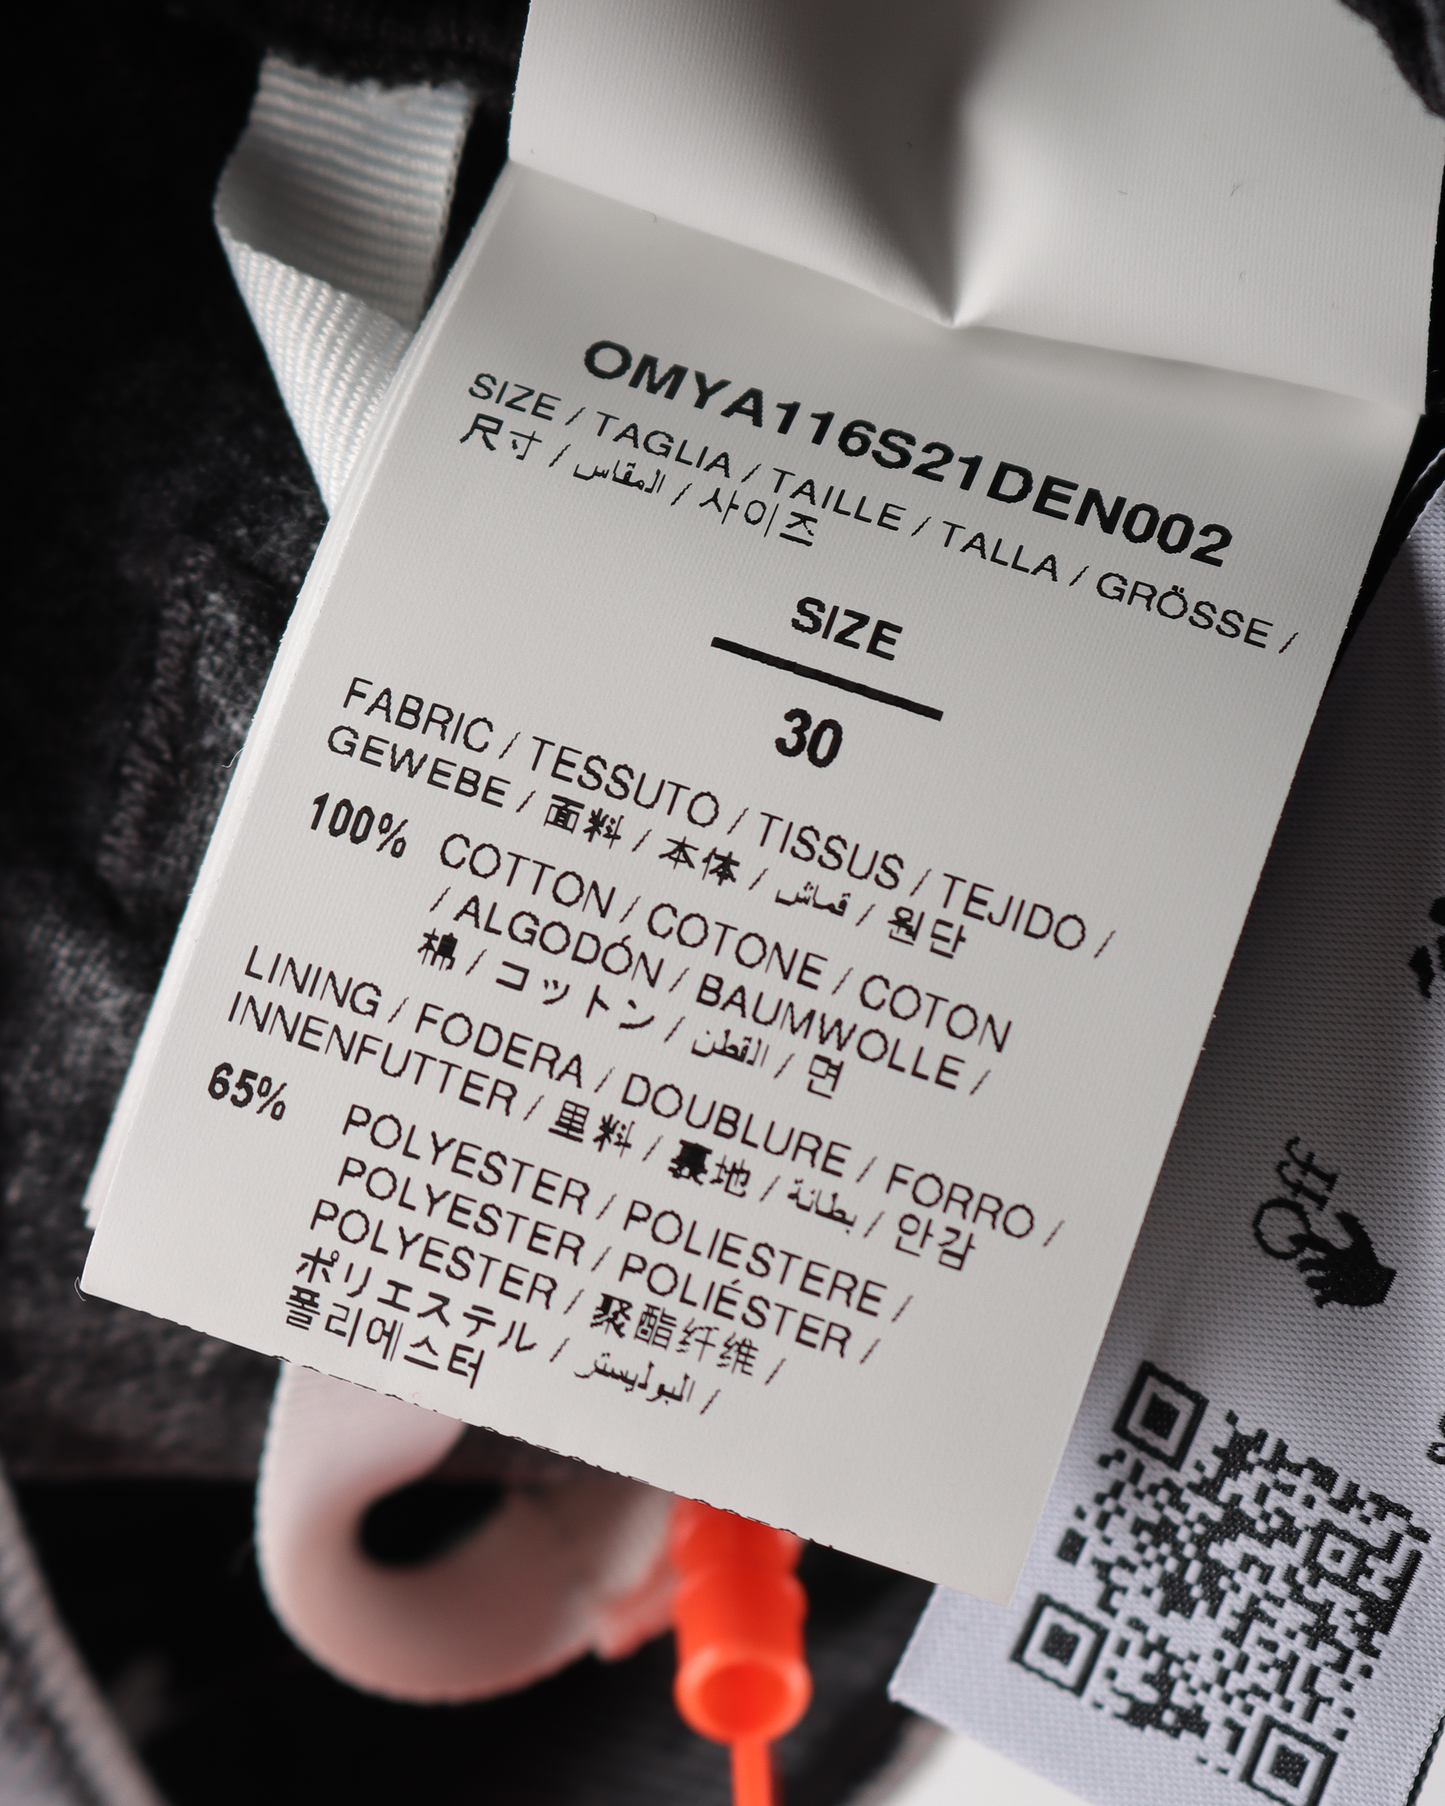 OMYA116S21DEN002
SIZE / TAGLIA / TAILLE / TALLA / GRÖSSE /
尺寸 / المقاس / 사이즈
SIZE
30
FABRIC / TESSUTO / TISSUS / TEJIDO /
GEWEBE / 面料 / 本体 / قماش / 원단
100% COTTON / COTONE / COTON
/ ALGODÓN / BAUMWOLLE /
棉 / コットン / القطن / 면
LINING / FODERA / DOUBLURE / FORRO /
INNENFUTTER / 里料 / 裏地 / بطانة / 안감
65% POLYESTER / POLIESTERE /
POLYESTER / POLIÉSTER /
POLYESTER / 聚酯纤维 /
ポリエステル / البوليستر /
폴리에스터